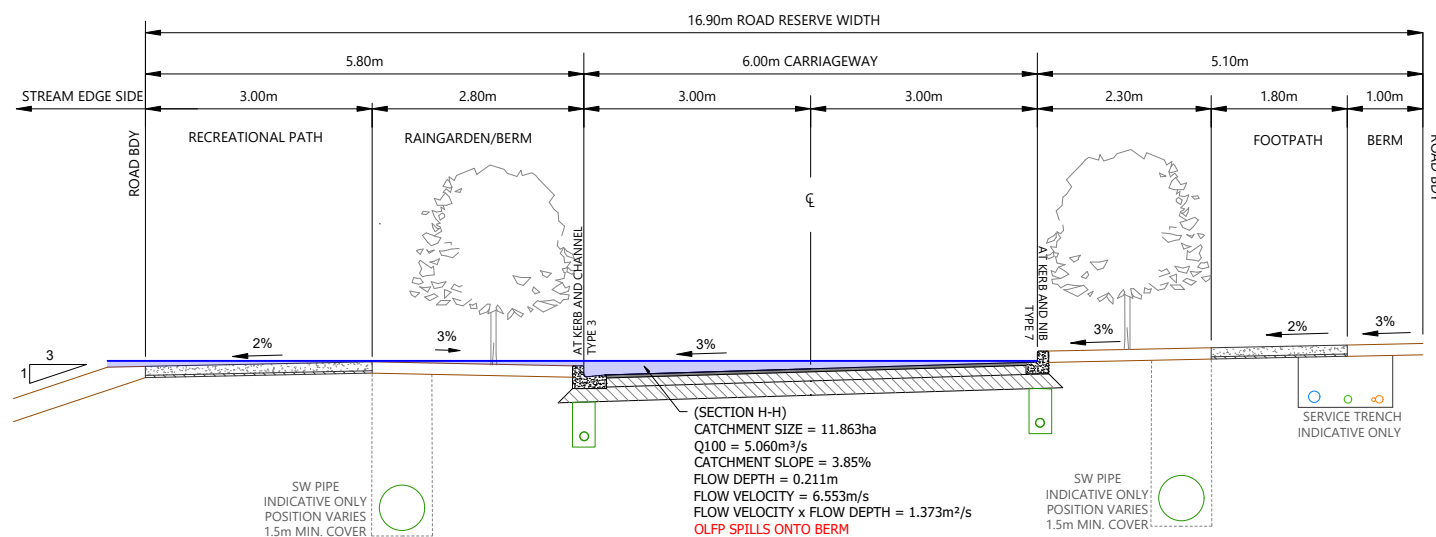 16.90m ROAD RESERVE WIDTH
5.80m
6.00m CARRIAGEWAY
5.10m
STREAM EDGE SIDE
3.00m
2.80m
3.00m
3.00m
2.30m
1.80m
1.00m
ROAD BDY
RECREATIONAL PATH
RAINGARDEN/BERM
FOOTPATH
BERM
ROAD BDY
℄
AT KERB AND CHANNEL
TYPE 3
AT KERB AND NIB
TYPE 7
3
1
2%
3%
3%
3%
2%
3%
(SECTION H-H)
CATCHMENT SIZE = 11.863ha
Q100 = 5.060m³/s
CATCHMENT SLOPE = 3.85%
FLOW DEPTH = 0.211m
FLOW VELOCITY = 6.553m/s
FLOW VELOCITY x FLOW DEPTH = 1.373m²/s
OLFP SPILLS ONTO BERM
SERVICE TRENCH
INDICATIVE ONLY
SW PIPE
INDICATIVE ONLY
POSITION VARIES
1.5m MIN. COVER
SW PIPE
INDICATIVE ONLY
POSITION VARIES
1.5m MIN. COVER